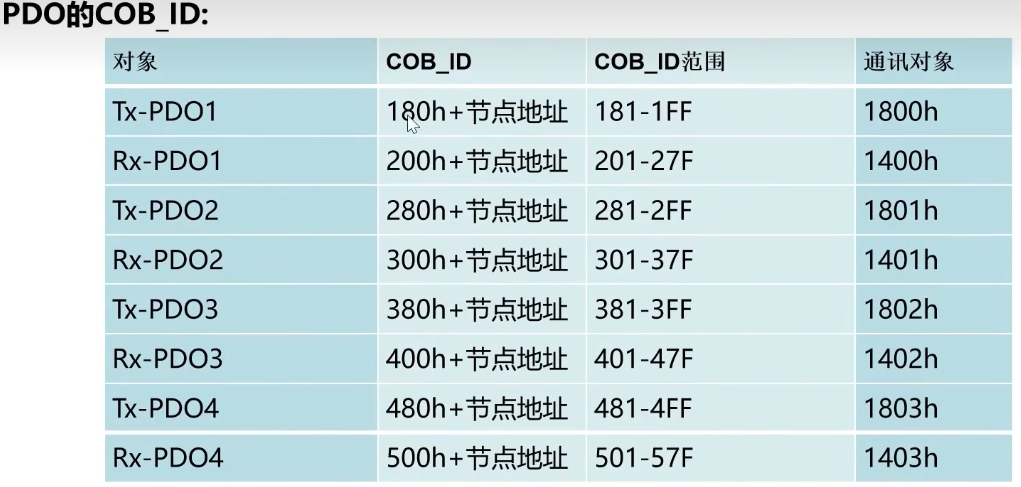 PDO的COB_ID:
对象 COB_ID COB_ID范围 通讯对象
Tx-PDO1 180h+节点地址 181-1FF 1800h
Rx-PDO1 200h+节点地址 201-27F 1400h
Tx-PDO2 280h+节点地址 281-2FF 1801h
Rx-PDO2 300h+节点地址 301-37F 1401h
Tx-PDO3 380h+节点地址 381-3FF 1802h
Rx-PDO3 400h+节点地址 401-47F 1402h
Tx-PDO4 480h+节点地址 481-4FF 1803h
Rx-PDO4 500h+节点地址 501-57F 1403h